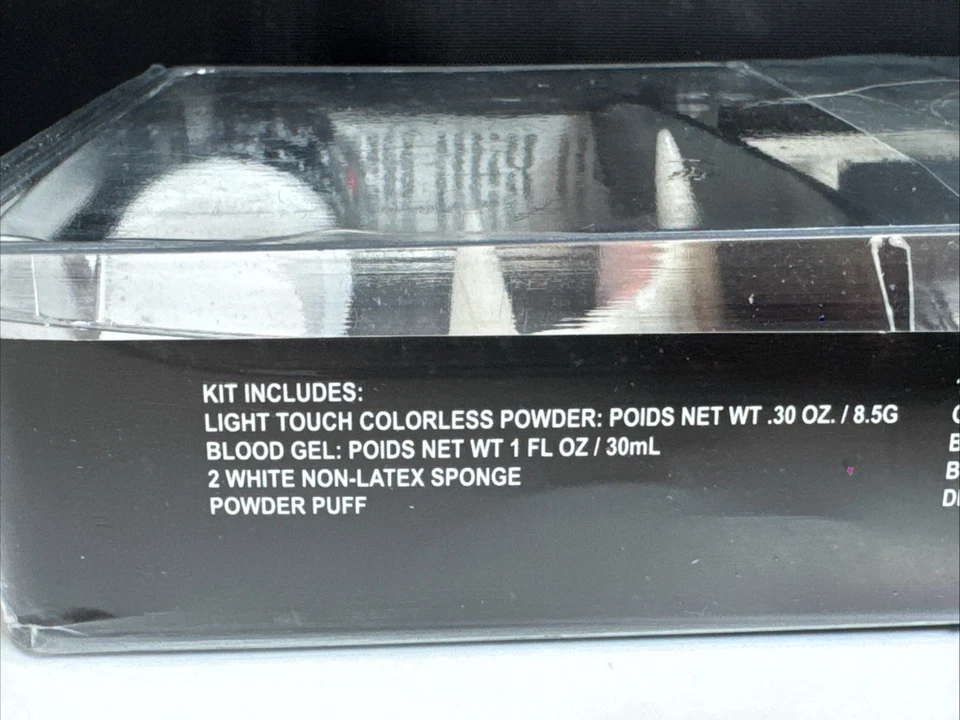 KIT INCLUDES:
LIGHT TOUCH COLORLESS POWDER: POIDS NET WT .30 OZ. / 8.5G
BLOOD GEL: POIDS NET WT 1 FL OZ / 30mL
2 WHITE NON-LATEX SPONGE
POWDER PUFF